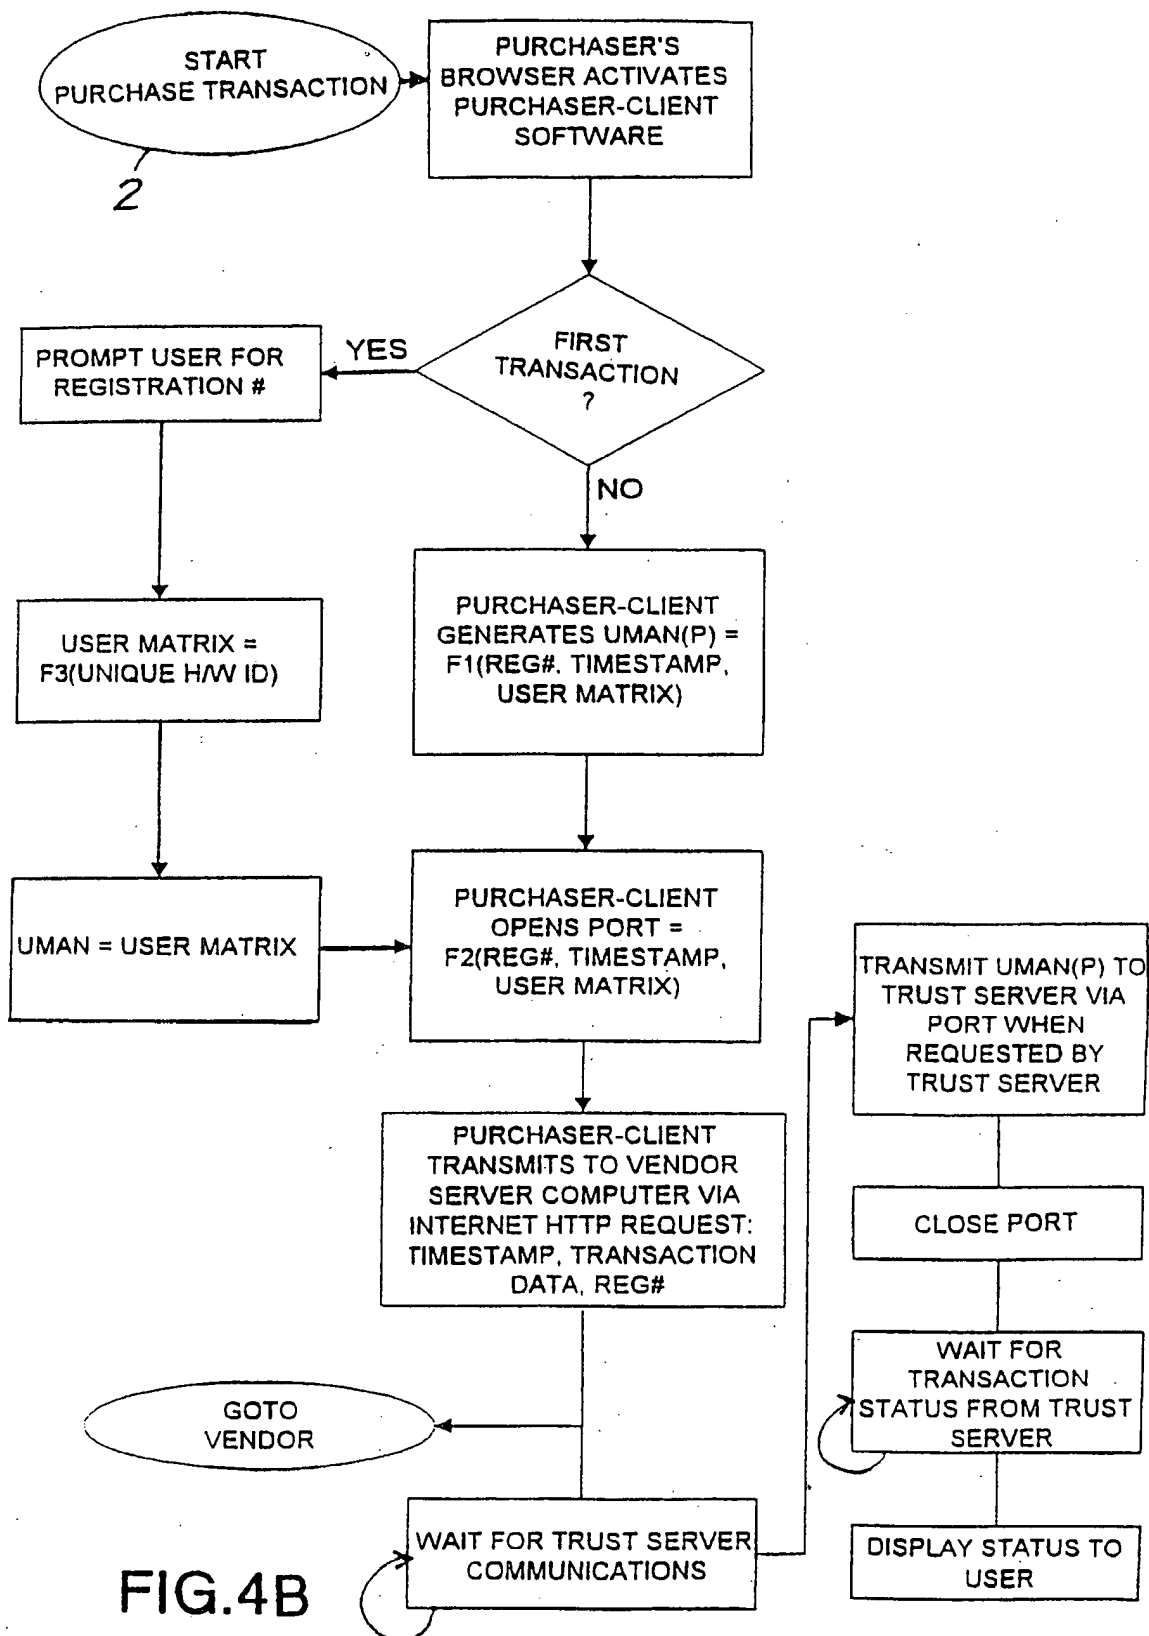 START
PURCHASE TRANSACTION
2
PURCHASER'S
BROWSER ACTIVATES
PURCHASER-CLIENT
SOFTWARE
FIRST
TRANSACTION
?
YES
PROMPT USER FOR
REGISTRATION #
NO
USER MATRIX =
F3(UNIQUE H/W ID)
PURCHASER-CLIENT
GENERATES UMAN(P) =
F1(REG#, TIMESTAMP,
USER MATRIX)
UMAN = USER MATRIX
PURCHASER-CLIENT
OPENS PORT =
F2(REG#, TIMESTAMP,
USER MATRIX)
PURCHASER-CLIENT
TRANSMITS TO VENDOR
SERVER COMPUTER VIA
INTERNET HTTP REQUEST:
TIMESTAMP, TRANSACTION
DATA, REG#
GOTO
VENDOR
WAIT FOR TRUST SERVER
COMMUNICATIONS
TRANSMIT UMAN(P) TO
TRUST SERVER VIA
PORT WHEN
REQUESTED BY
TRUST SERVER
CLOSE PORT
WAIT FOR
TRANSACTION
STATUS FROM TRUST
SERVER
DISPLAY STATUS TO
USER
FIG.4B